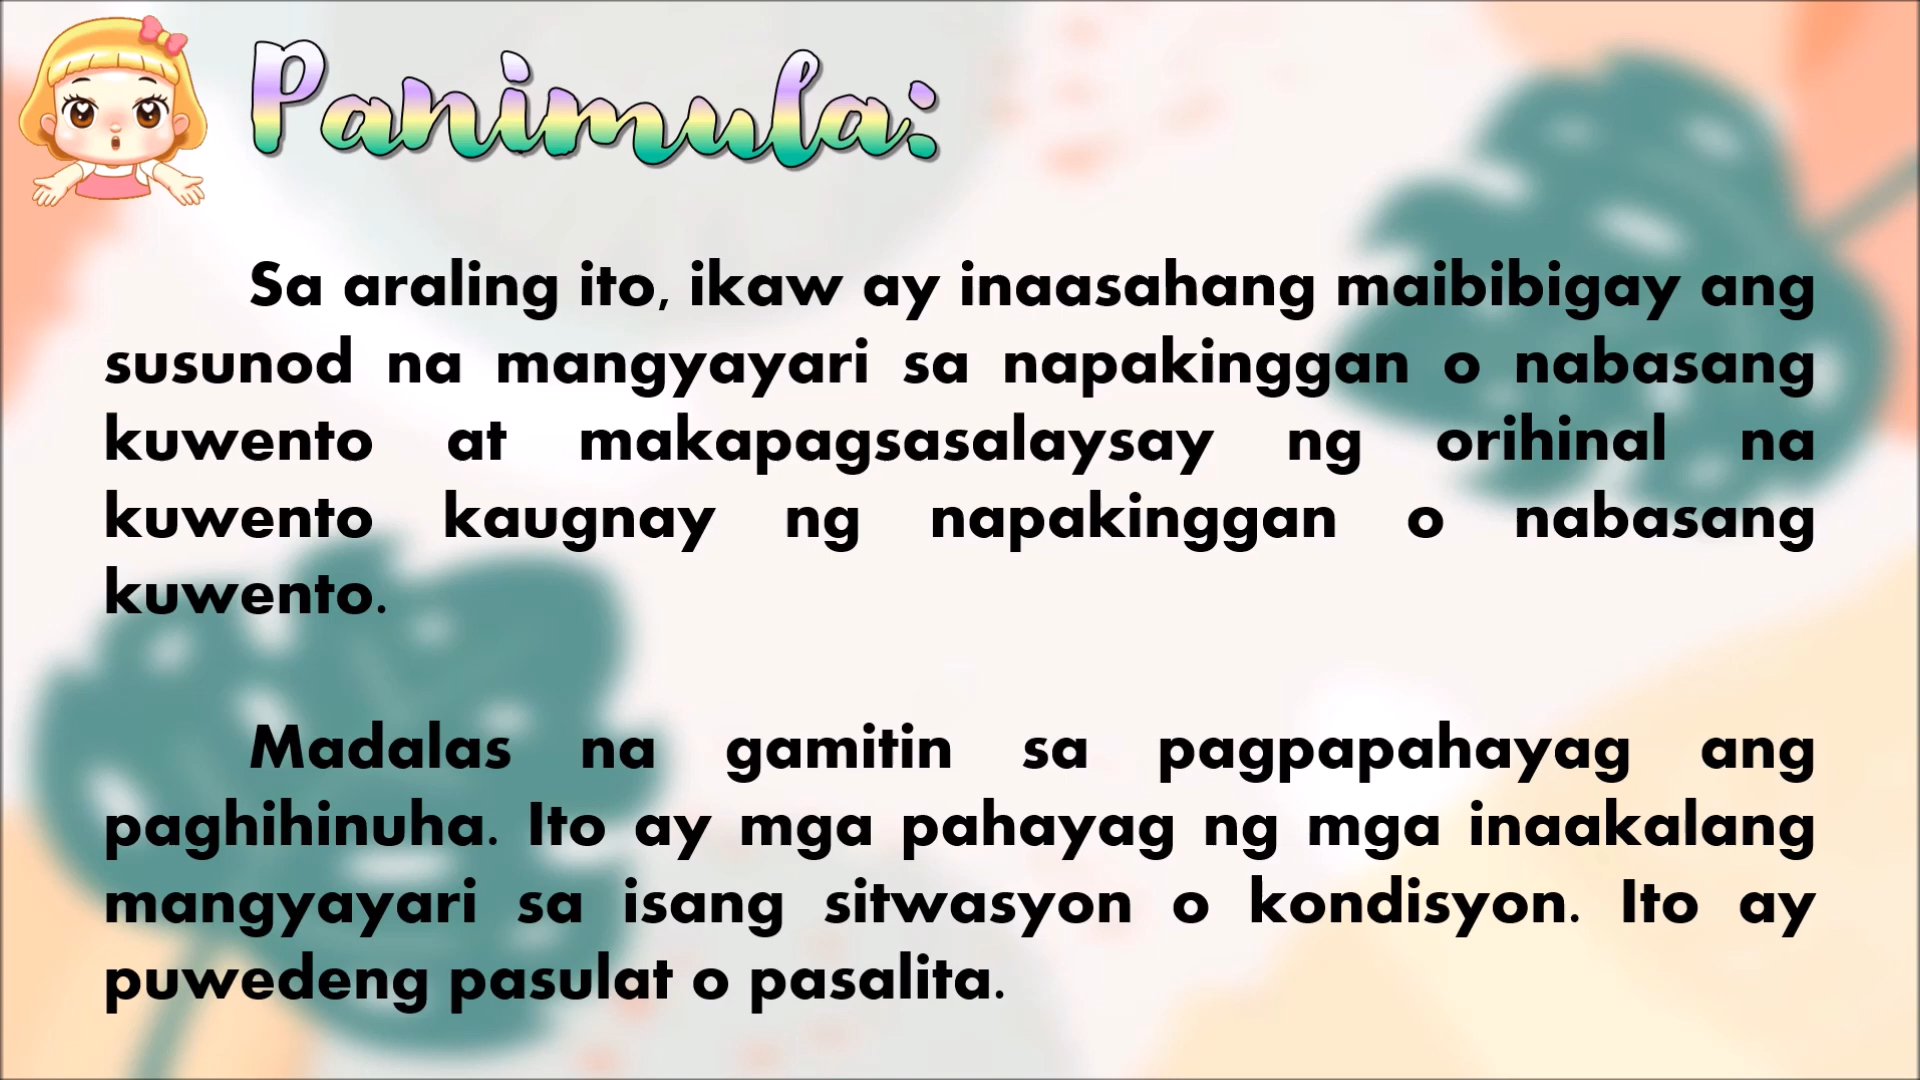 Panimula:
Sa araling ito, ikaw ay inaasahang maibibigay ang
susunod na mangyayari sa napakinggan o nabasang
kuwento at makapagsasalaysay ng orihinal na
kuwento kaugnay ng napakinggan o nabasang
kuwento.
Madalas na gamitin sa pagpapahayag ang
paghihinuha. Ito ay mga pahayag ng mga inaakalang
mangyayari sa isang sitwasyon o kondisyon. Ito ay
puwedeng pasulat o pasalita.